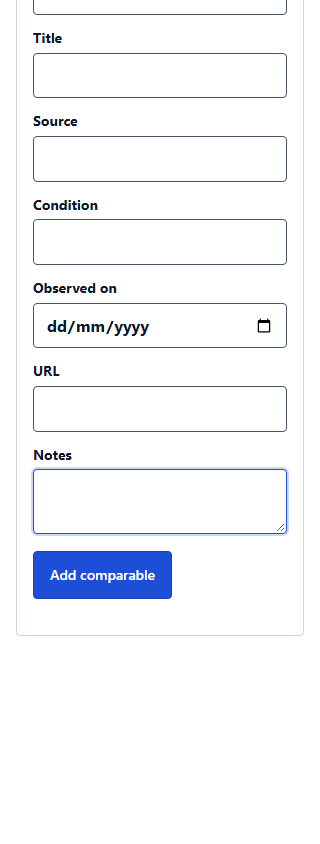 Title
Source
Condition
Observed on
dd/mm/yyyy
URL
Notes
Add comparable